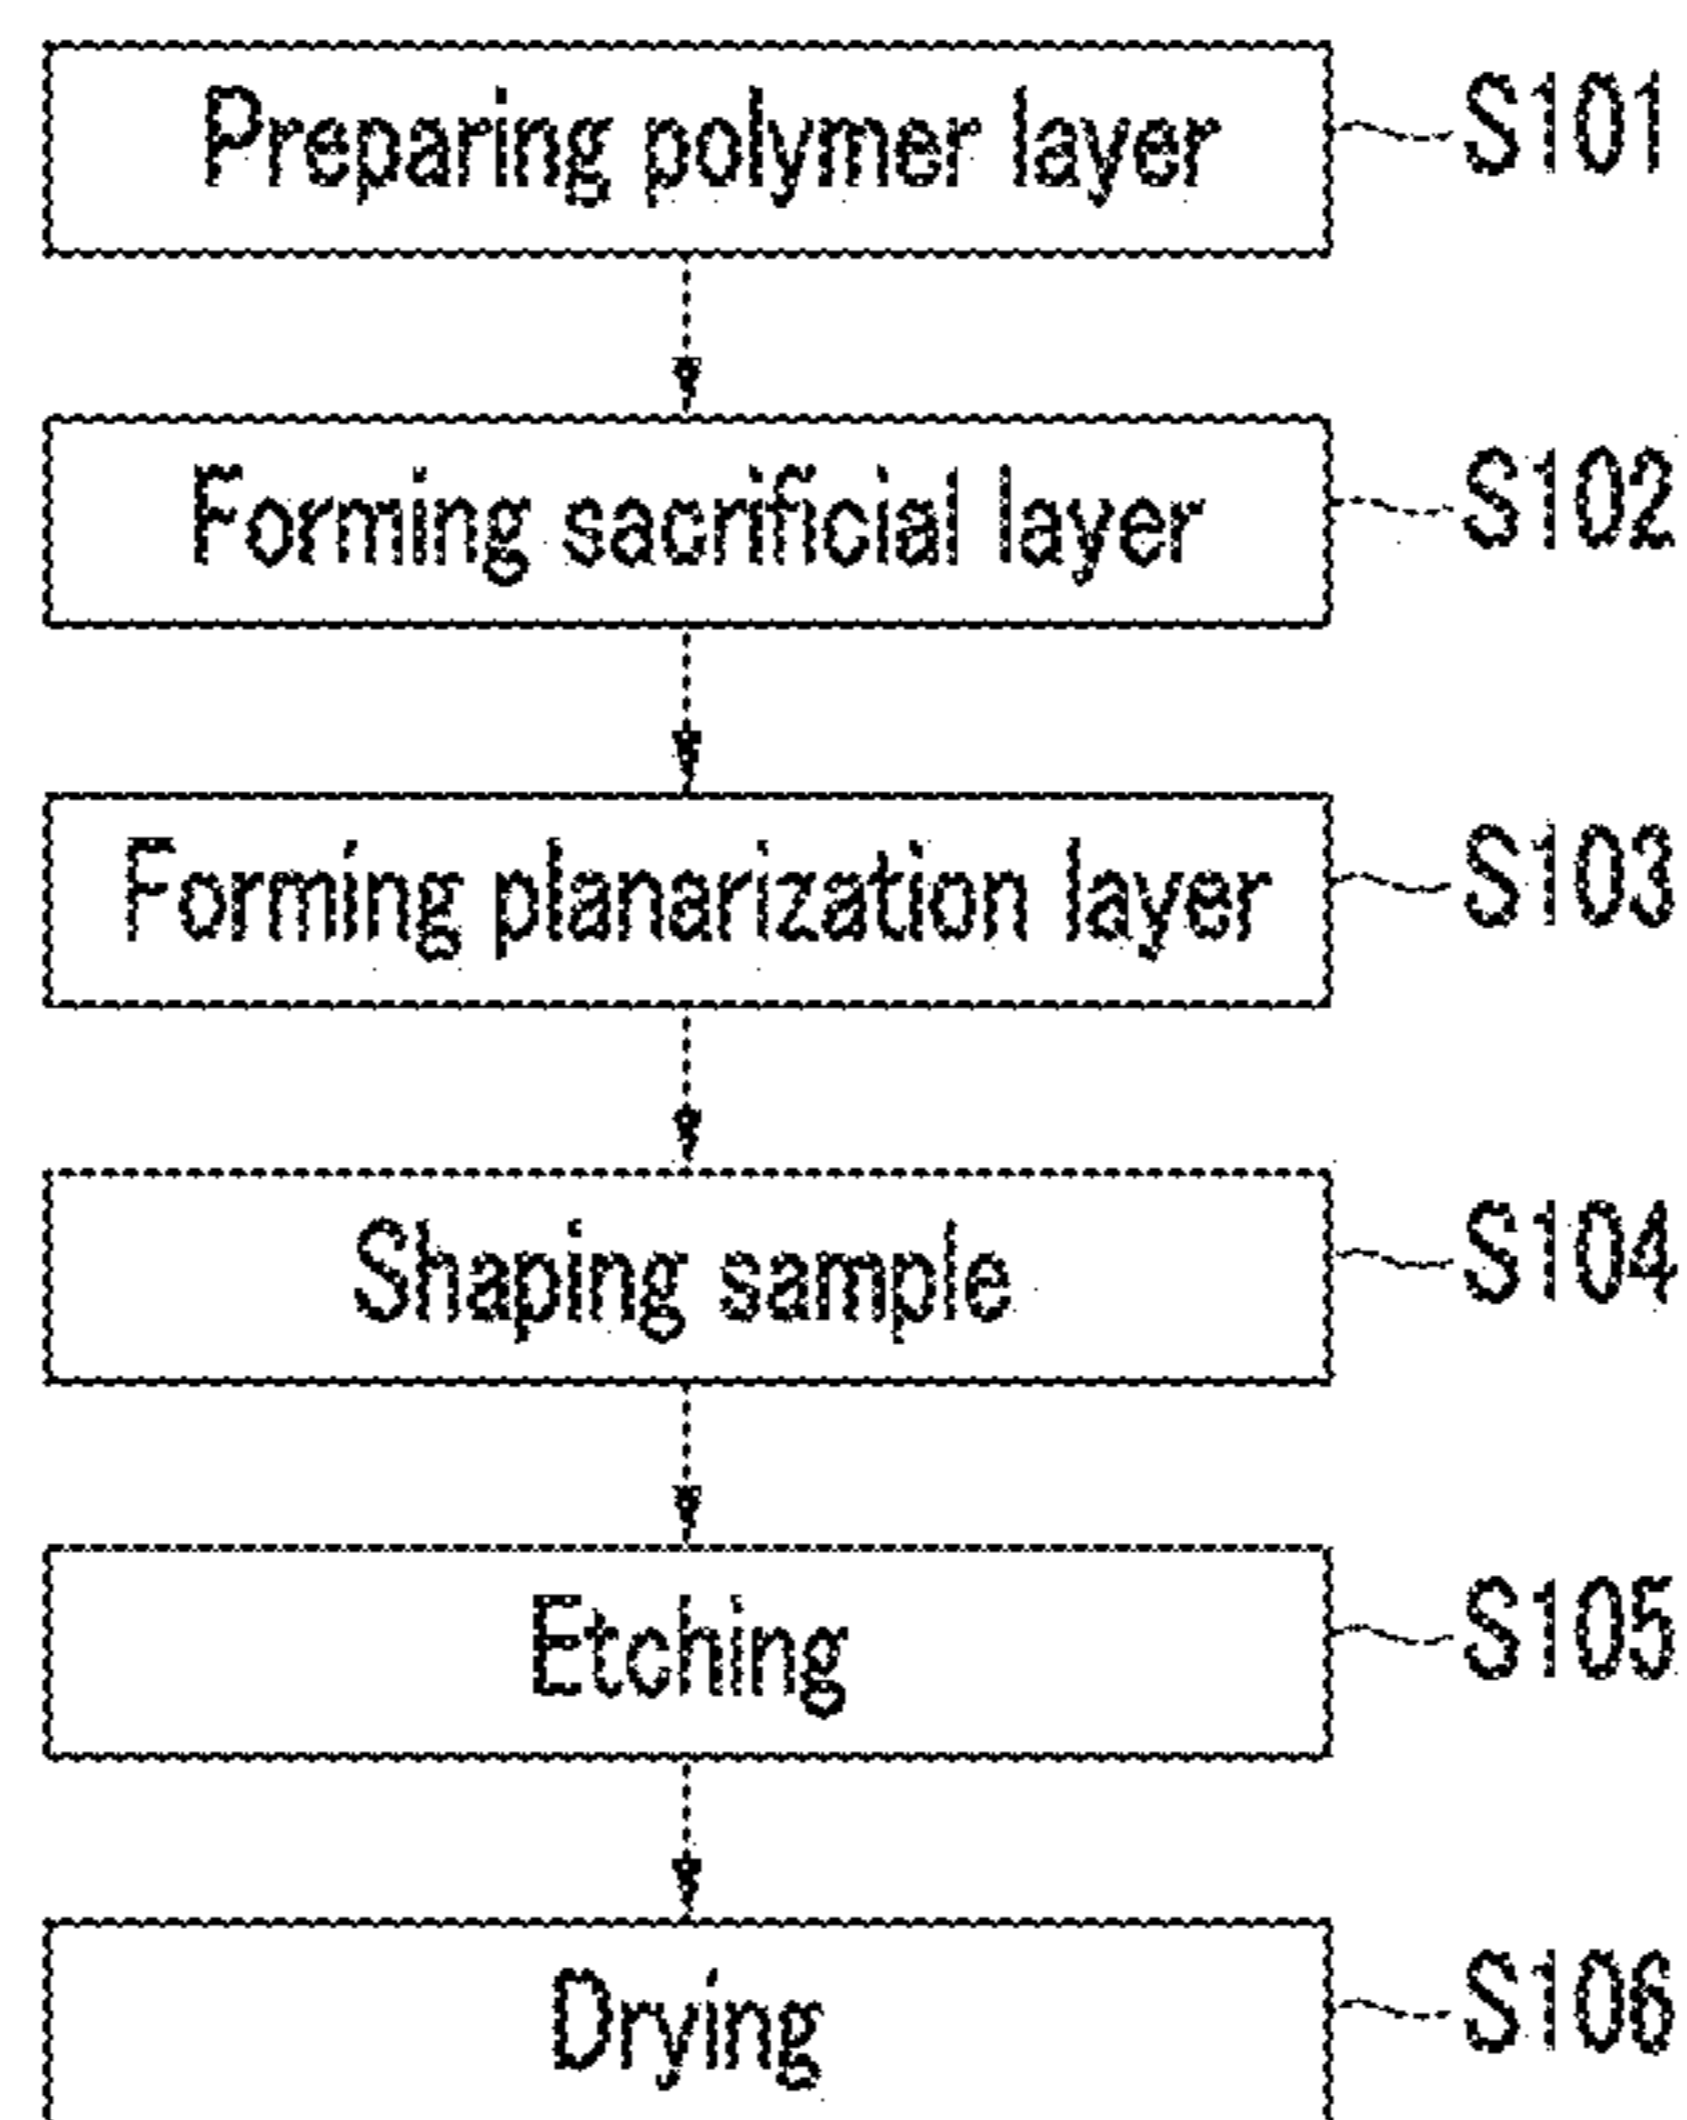 Preparing polymer layer S101
Forming sacrificial layer S102
Forming planarization layer S103
Shaping sample S104
Etching S105
Drying S106